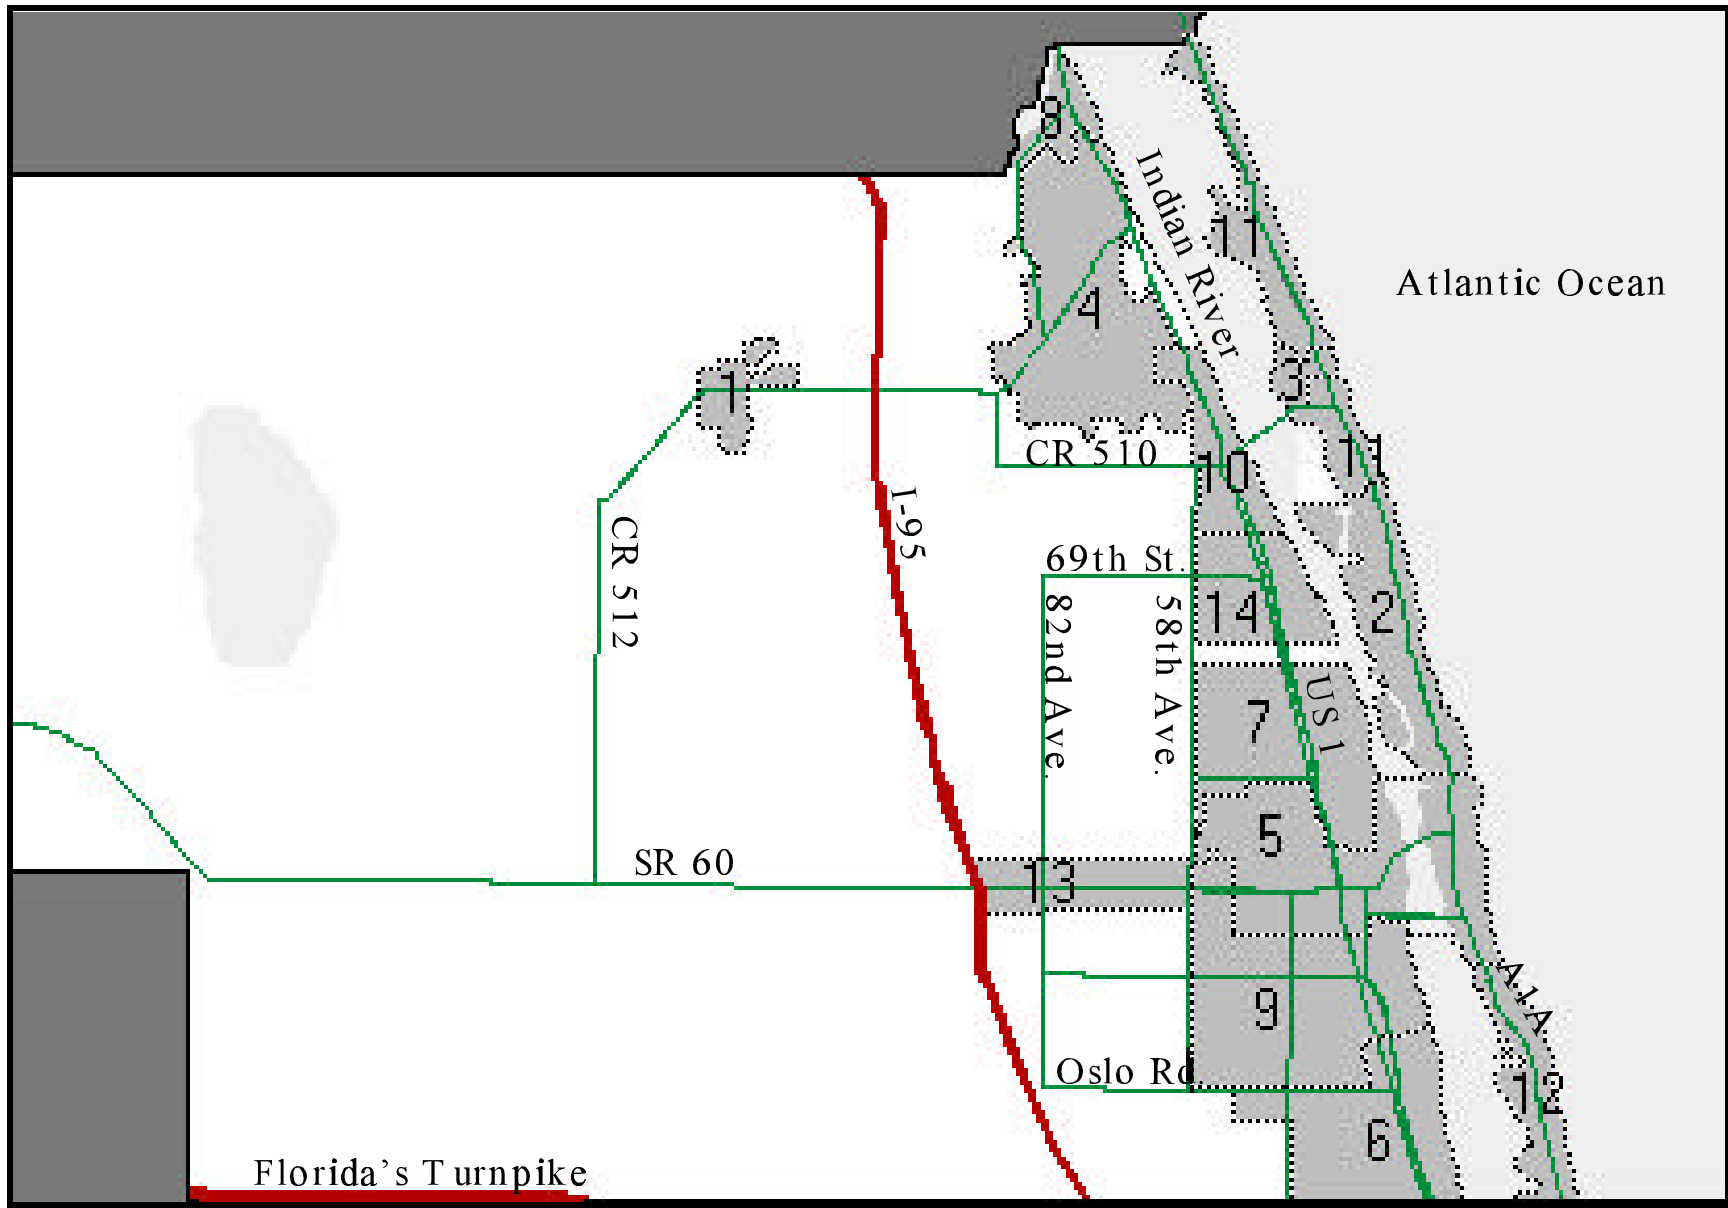 8
Indian River
11
Atlantic Ocean
4
3
1
CR 510
10
11
I-95
CR 512
69th St.
14
82nd Ave.
58th Ave.
2
7
US 1
5
SR 60
13
9
A1A
Oslo Rd.
12
6
Florida's Turnpike